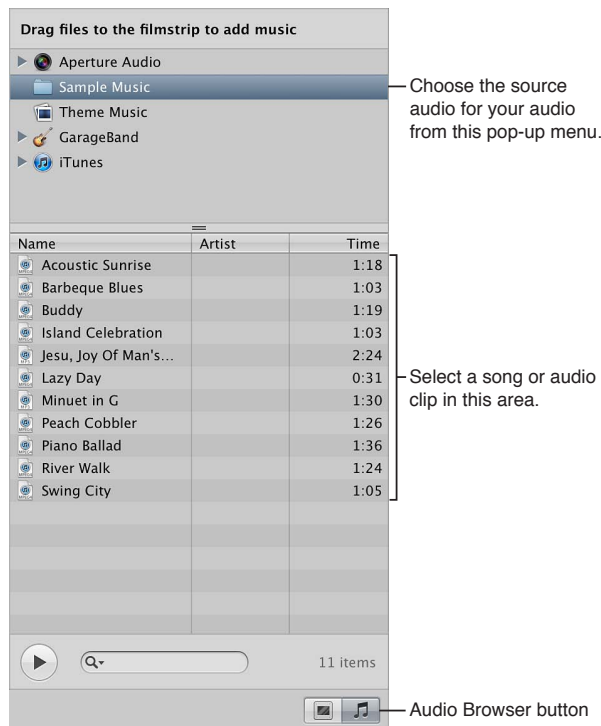 Drag files to the filmstrip to add music
Aperture Audio
Sample Music
Theme Music
GarageBand
iTunes
Choose the source
audio for your audio
from this pop-up menu.
Name Artist Time
Acoustic Sunrise 1:18
Barbeque Blues 1:03
Buddy 1:19
Island Celebration 1:03
Jesu, Joy Of Man's... 2:24
Lazy Day 0:31
Minuet in G 1:30
Peach Cobbler 1:26
Piano Ballad 1:36
River Walk 1:24
Swing City 1:05
Select a song or audio
clip in this area.
11 items
Audio Browser button